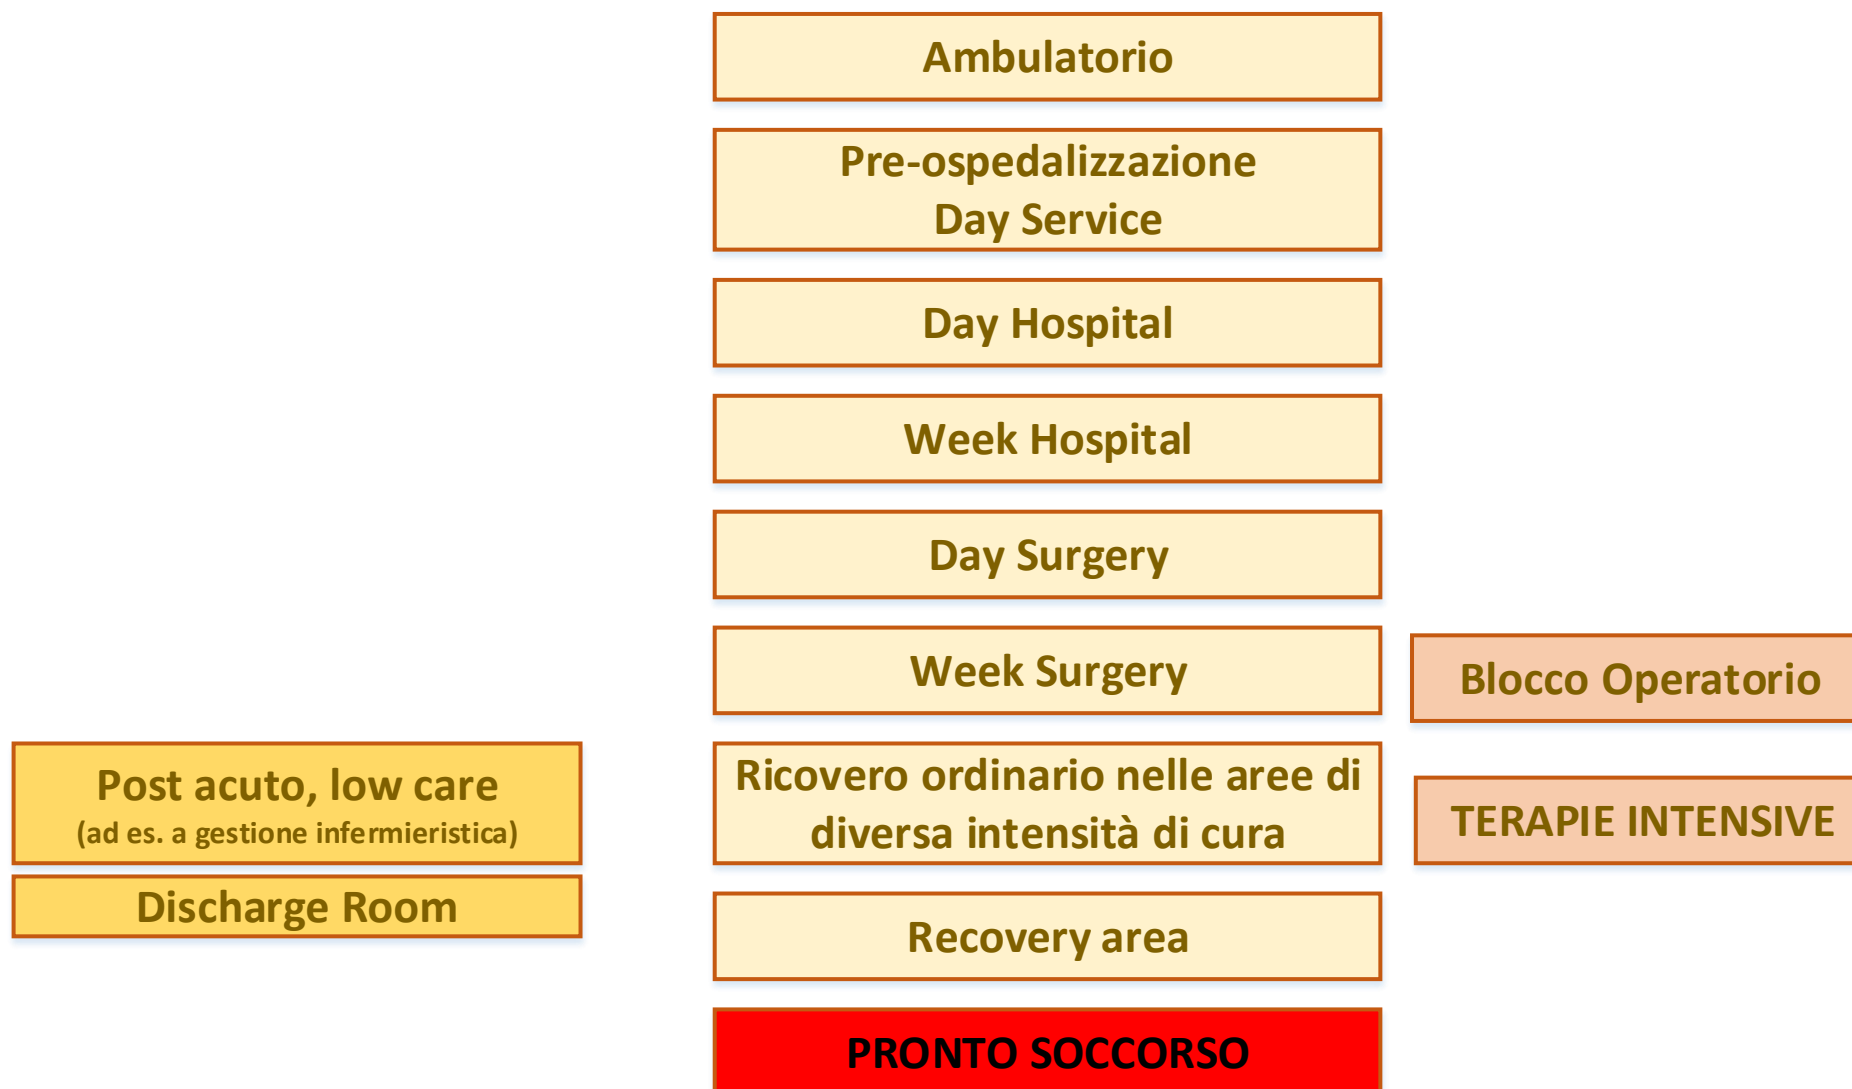 Ambulatorio
Pre-ospedalizzazione
Day Service
Day Hospital
Week Hospital
Day Surgery
Week Surgery
Blocco Operatorio
Post acuto, low care
(ad es. a gestione infermieristica)
Ricovero ordinario nelle aree di
diversa intensità di cura
TERAPIE INTENSIVE
Discharge Room
Recovery area
PRONTO SOCCORSO